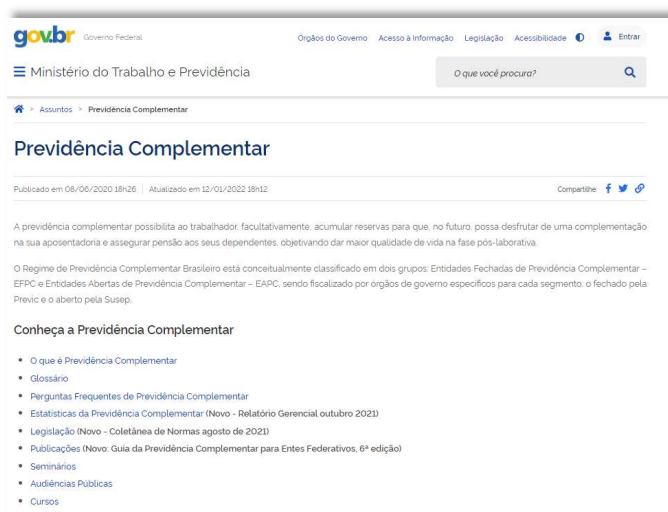 gov.br Governo Federal Orgãos do Governo Acesso à Informação Legislação Acessibilidade Entrar
Ministério do Trabalho e Previdência O que você procura?
> Assuntos > Previdência Complementar
Previdência Complementar
Publicado em 08/06/2020 18h26 | Atualizado em 12/01/2022 18h12 Compartilhe
A previdência complementar possibilita ao trabalhador, facultativamente, acumular reservas para que, no futuro, possa desfrutar de uma complementação
na sua aposentadoria e assegurar pensão aos seus dependentes, objetivando dar maior qualidade de vida na fase pós-laborativa.
O Regime de Previdência Complementar Brasileiro está conceitualmente classificado em dois grupos: Entidades Fechadas de Previdência Complementar –
EFPC e Entidades Abertas de Previdência Complementar – EAPC, sendo fiscalizado por órgãos de governo específicos para cada segmento, o fechado pela
Previc e o aberto pela Susep.
Conheça a Previdência Complementar
• O que é Previdência Complementar
• Glossário
• Perguntas Frequentes de Previdência Complementar
• Estatísticas da Previdência Complementar (Novo - Relatório Gerencial outubro 2021)
• Legislação (Novo - Coletânea de Normas agosto de 2021)
• Publicações (Novo: Guia da Previdência Complementar para Entes Federativos, 6ª edição)
• Seminários
• Audiências Públicas
• Cursos